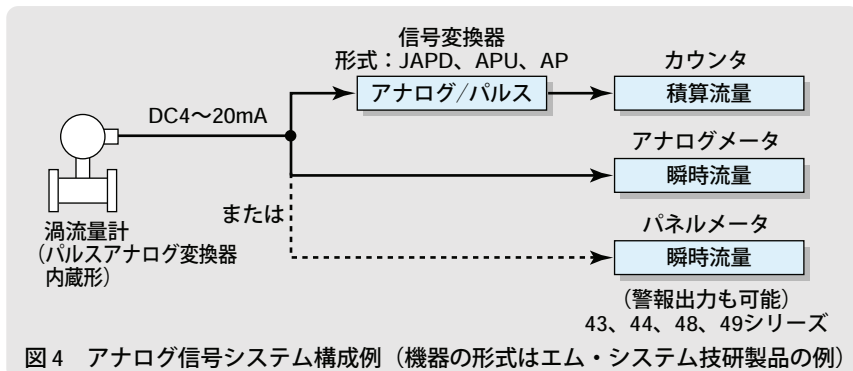 信号変換器
形式：JAPD、APU、AP
アナログ/パルス
カウンタ
積算流量
DC4〜20mA
アナログメータ
瞬時流量
または
パネルメータ
瞬時流量
渦流量計
（パルスアナログ変換器
内蔵形）
（警報出力も可能）
43、44、48、49シリーズ
図4　アナログ信号システム構成例（機器の形式はエム・システム技研製品の例）